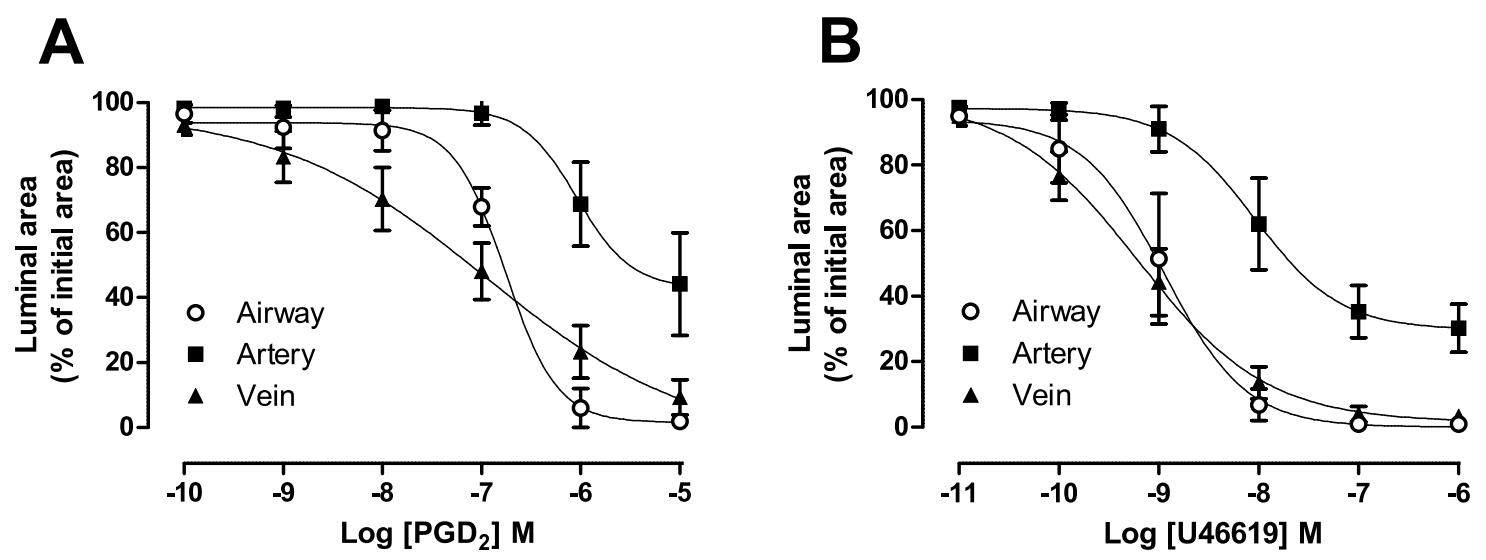 A
Luminal area
(% of initial area)
100
80
60
40
20
0
Airway
Artery
Vein
-10 -9 -8 -7 -6 -5
Log [PGD₂] M
B
Luminal area
(% of initial area)
100
80
60
40
20
0
Airway
Artery
Vein
-11 -10 -9 -8 -7 -6
Log [U46619] M